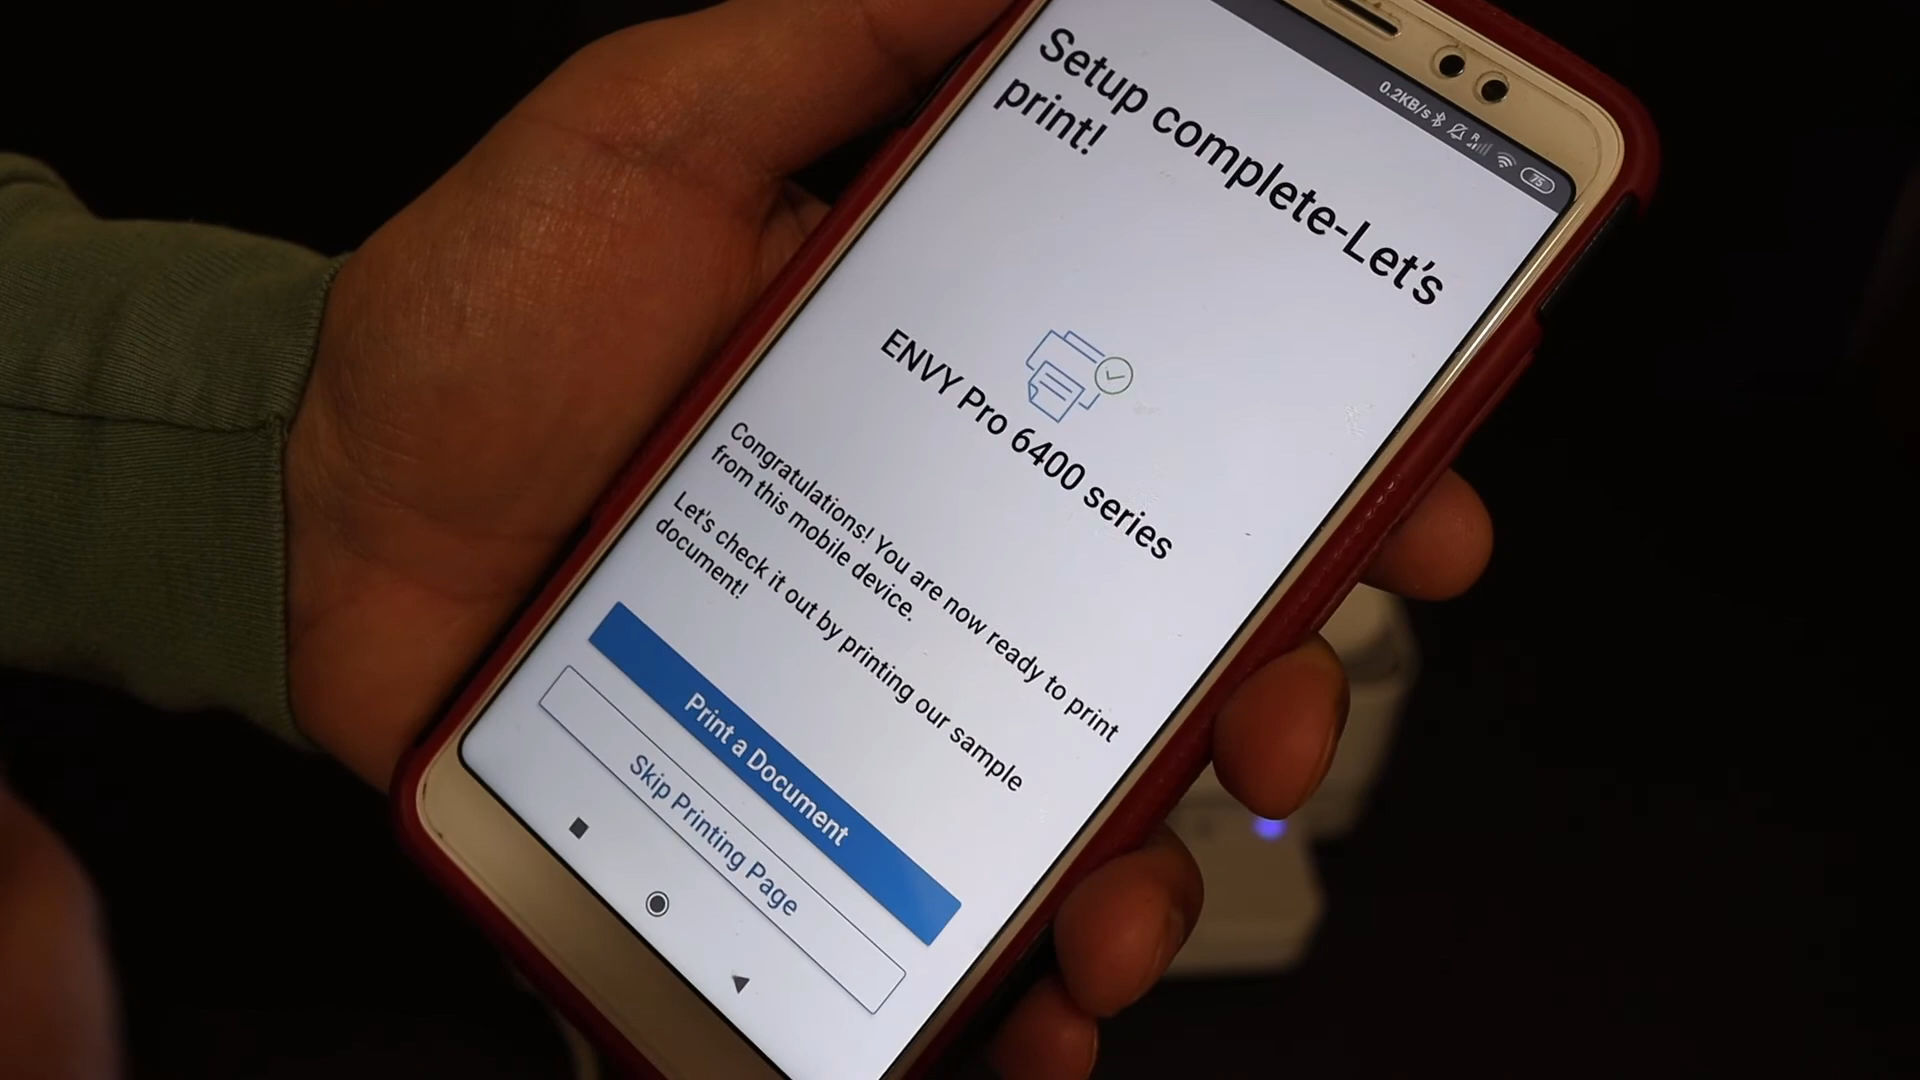 0.2KB/s
R
75
Setup complete-Let's
print!
ENVY Pro 6400 series
Congratulations! You are now ready to print
from this mobile device.
Let's check it out by printing our sample
document!
Print a Document
Skip Printing Page